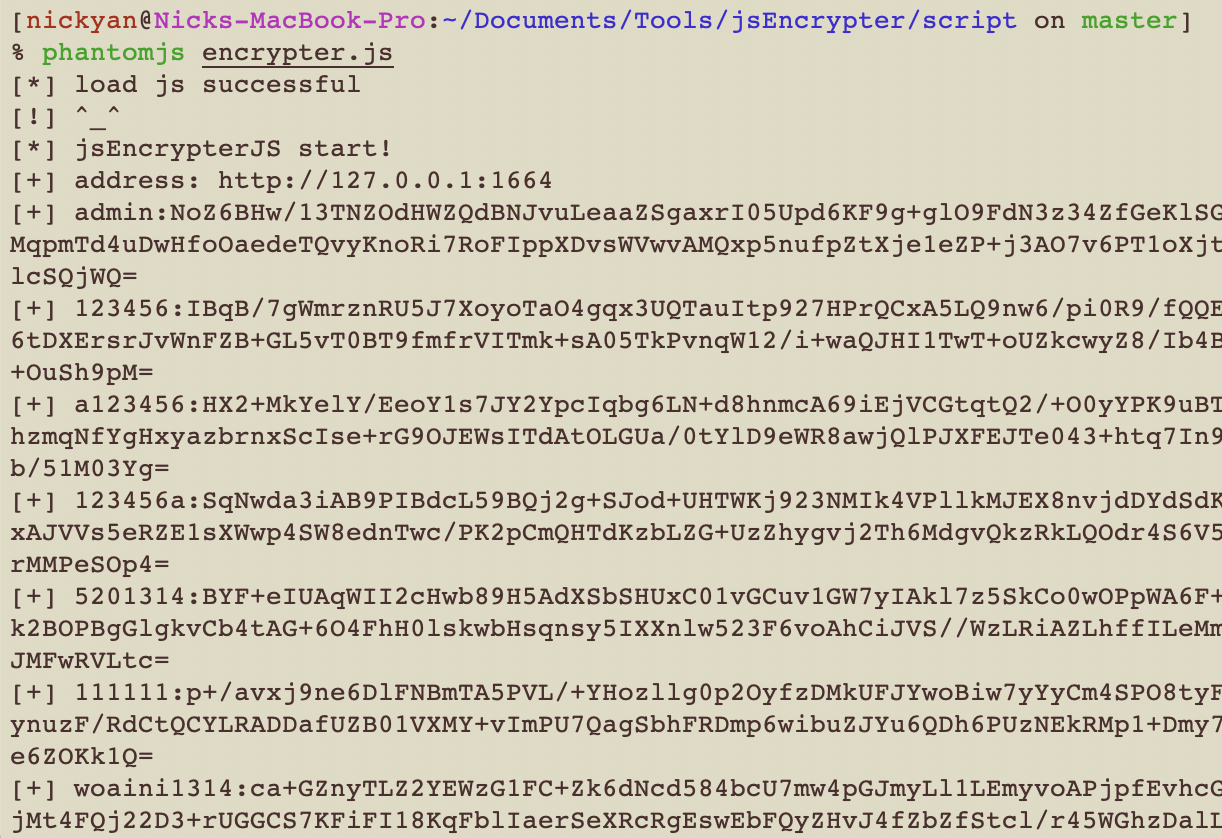 [nickyan@Nicks-MacBook-Pro:~/Documents/Tools/jsEncrypter/script on master]
% phantomjs encrypter.js
[*] load js successful
[!] ^_^
[*] jsEncrypterJS start!
[+] address: http://127.0.0.1:1664
[+] admin:NoZ6BHw/13TNZOdHWZQdBNJvuLeaaZSgaxrI05Upd6KF9g+glO9FdN3z34ZfGeKlSG
MqpmTd4uDwHfoOaedeTQvyKnoRi7RoFIppXDvsWVwvAMQxp5nufpZtXje1eZP+j3AO7v6PT1oXjt
lcSQjWQ=
[+] 123456:IBqB/7gWmrznRU5J7XoyoTaO4gqx3UQTauItp927HPrQCxA5LQ9nw6/pi0R9/fQQE
6tDXErsrJvWnFZB+GL5vT0BT9fmfrVITmk+sA05TkPvnqW12/i+waQJHI1TwT+oUZkcwyZ8/Ib4B
+OuSh9pM=
[+] a123456:HX2+MkYelY/EeoY1s7JY2YpcIqbg6LN+d8hnmcA69iEjVCGtqtQ2/+O0yYPK9uBT
hzmqNfYgHxyazbrnxScIse+rG9OJEWsITdAtOLGUa/0tYlD9eWR8awjQlPJXFEJTe043+htq7In9
b/51M03Yg=
[+] 123456a:SqNwda3iAB9PIBdcL59BQj2g+SJod+UHTWKj923NMIk4VPllkMJEX8nvjdDYdSdK
xAJVVs5eRZE1sXWwp4SW8ednTwc/PK2pCmQHTdKzbLZG+UzZhygvj2Th6MdgvQkzRkLQOdr4S6V5
rMMPeSOp4=
[+] 5201314:BYF+eIUAqWII2cHwb89H5AdXSbSHUxC01vGCuv1GW7yIAkl7z5SkCo0wOPpWA6F+
k2BOPBgGlgkvCb4tAG+6O4FhH0lskwbHsqnsy5IXXnlw523F6voAhCiJVS//WzLRiAZLhffILeMm
JMFwRVLtc=
[+] 111111:p+/avxj9ne6DlFNBmTA5PVL/+YHozllg0p2OyfzDMkUFJYwoBiw7yYyCm4SPO8tyF
ynuzF/RdCtQCYLRADDafUZB01VXMY+vImPU7QagSbhFRDmp6wibuZJYu6QDh6PUzNEkRMp1+Dmy7
e6ZOKk1Q=
[+] woaini1314:ca+GZnyTLZ2YEWzG1FC+Zk6dNcd584bcU7mw4pGJmyLl1LEmyvoAPjpfEvhcG
jMt4FQj22D3+rUGGCS7KFiFI18KqFblIaerSeXRcRgEswEbFQyZHvJ4fZbZfStcl/r45WGhzDalL